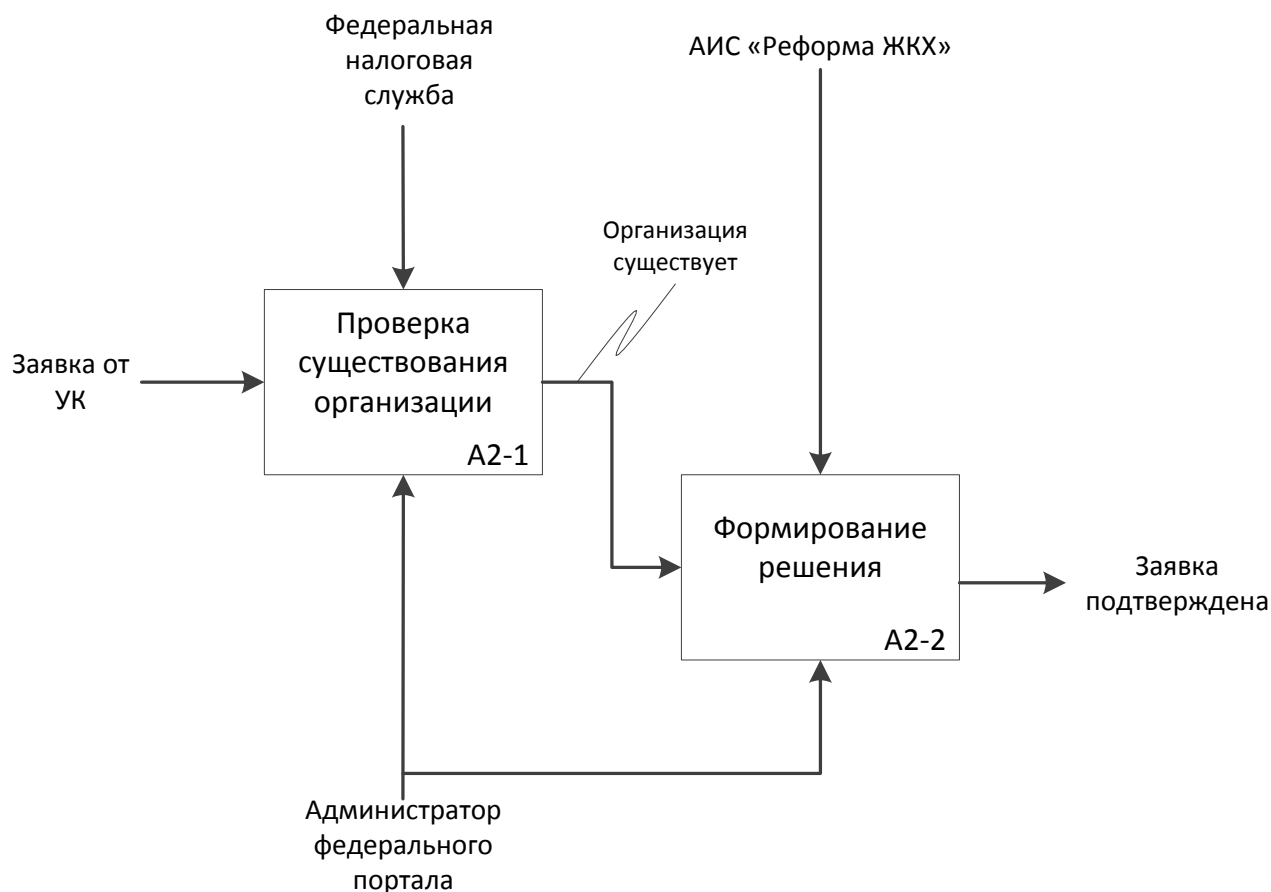 Федеральная
налоговая
служба
АИС «Реформа ЖКХ»
Организация
существует
Заявка от
УК
Проверка
существования
организации
А2-1
Формирование
решения
А2-2
Заявка
подтверждена
Администратор
федерального
портала